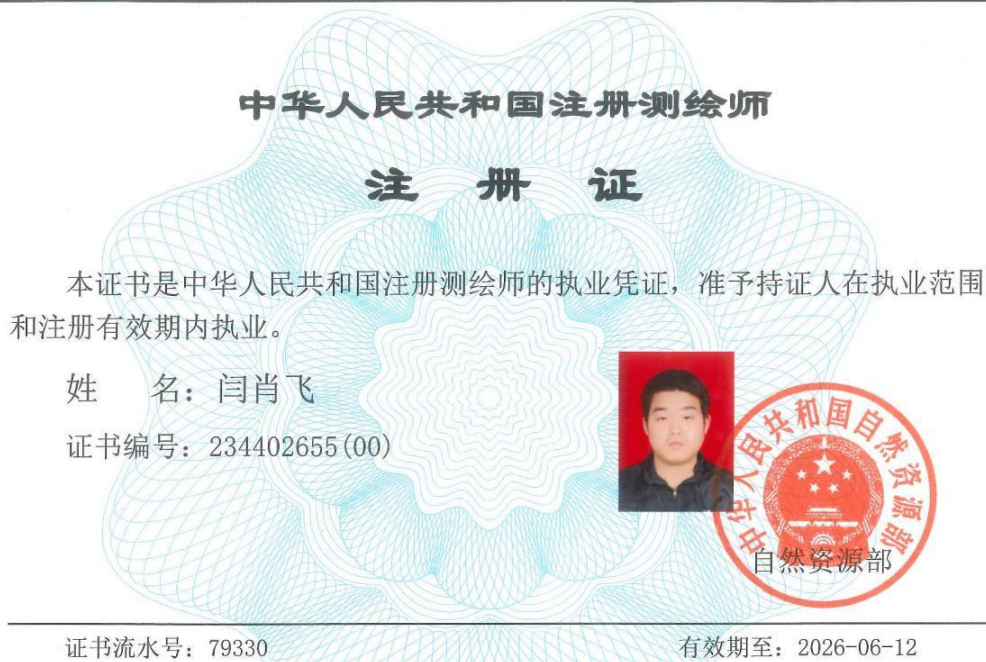 中华人民共和国注册测绘师
注 册 证
本证书是中华人民共和国注册测绘师的执业凭证，准予持证人在执业范围
和注册有效期内执业。
姓 名：闫肖飞
证书编号：234402655(00)
中华人民共和国自然资源部
自然资源部
证书流水号：79330 有效期至：2026-06-12